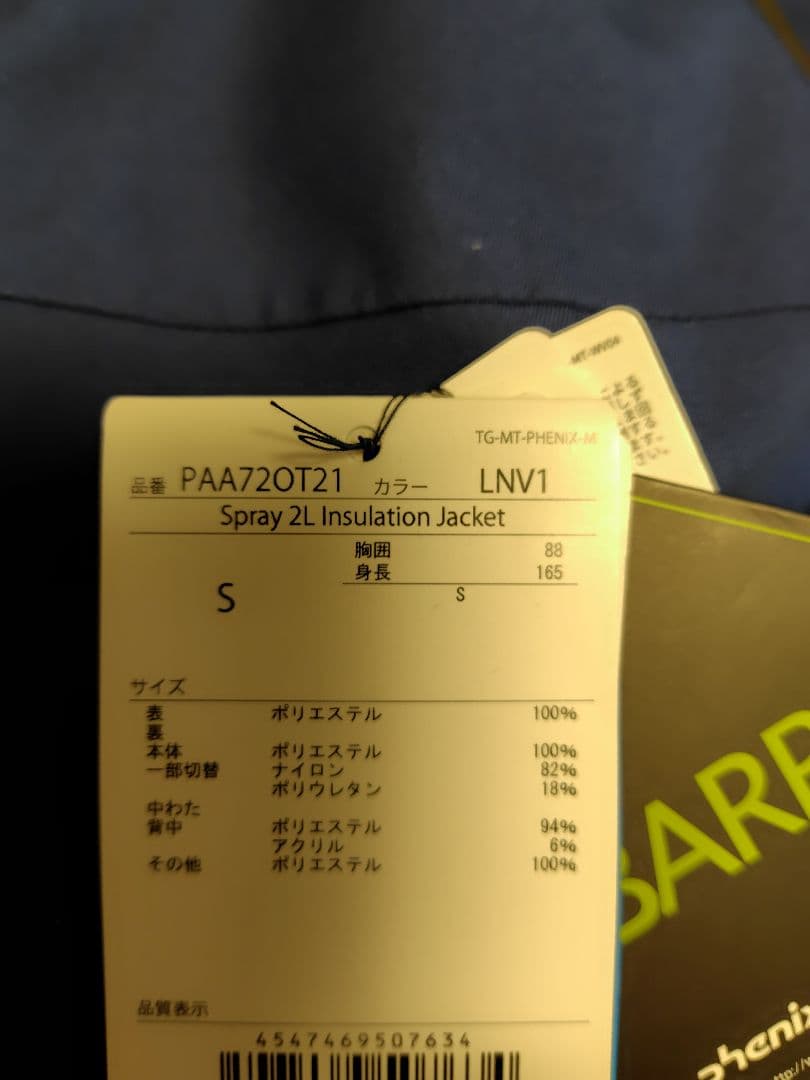 TG-MT-PHENIX-M
品番 PAA72OT21 カラー LNV1
Spray 2L Insulation Jacket
胸囲 88
身長 165
S
S
サイズ
表 ポリエステル 100%
裏
本体 ポリエステル 100%
一部切替 ナイロン 82%
ポリウレタン 18%
中わた
背中 ポリエステル 94%
アクリル 6%
その他 ポリエステル 100%
品質表示
4547469507634
phenix